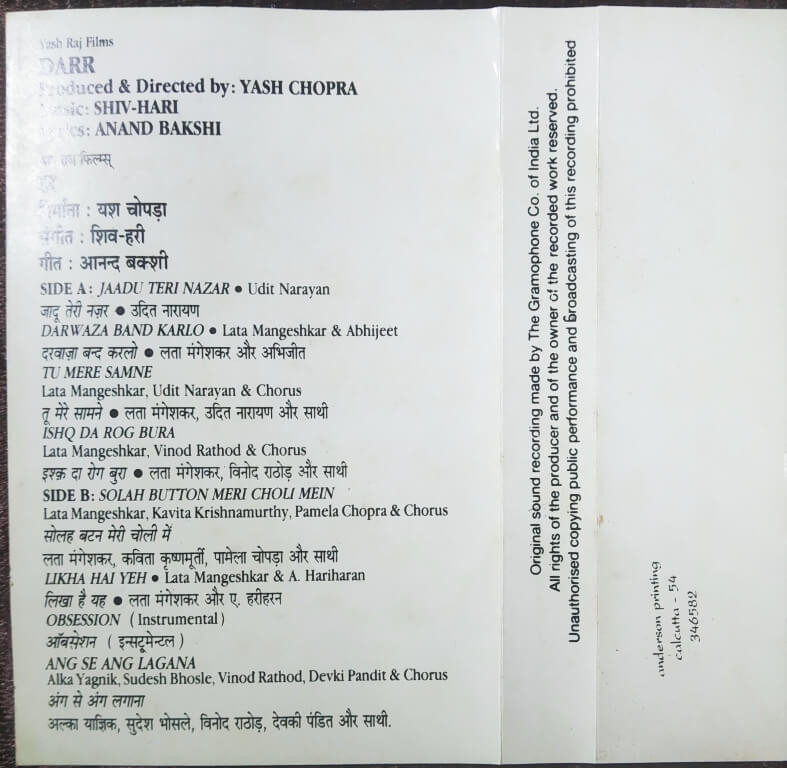 Yash Raj Films
DARR
Produced & Directed by: YASH CHOPRA
Music: SHIV-HARI
Lyrics: ANAND BAKSHI
राज फिल्म्स्
निर्माता : यश चोपड़ा
संगीत : शिव-हरी
गीत : आनन्द बक्शी
SIDE A: JAADU TERI NAZAR ● Udit Narayan
जादू तेरी नज़र ● उदित नारायण
DARWAZA BAND KARLO ● Lata Mangeshkar & Abhijeet
दरवाज़ा बन्द करलो ● लता मंगेशकर और अभिजीत
TU MERE SAMNE
Lata Mangeshkar, Udit Narayan & Chorus
तू मेरे सामने ● लता मंगेशकर, उदित नारायण और साथी
ISHQ DA ROG BURA
Lata Mangeshkar, Vinod Rathod & Chorus
इश्क़ दा रोग बुरा ● लता मंगेशकर, विनोद राठोड़ और साथी
SIDE B: SOLAH BUTTON MERI CHOLI MEIN
Lata Mangeshkar, Kavita Krishnamurthy, Pamela Chopra & Chorus
सोलह बटन मेरी चोली में
लता मंगेशकर, कविता कृष्णमूर्ती, पामेला चोपड़ा और साथी
LIKHA HAI YEH ● Lata Mangeshkar & A. Hariharan
लिखा है यह ● लता मंगेशकर और ए. हरीहरन
OBSESSION (Instrumental)
ऑबसेशन (इन्सट्रूमेन्टल)
ANG SE ANG LAGANA
Alka Yagnik, Sudesh Bhosle, Vinod Rathod, Devki Pandit & Chorus
अंग से अंग लगाना
अल्का याज्ञिक, सुदेश भोसले, विनोद राठोड़, देवकी पंडित और साथी.
Original sound recording made by The Gramophone Co. of India Ltd.
All rights of the producer and of the owner of the recorded work reserved.
Unauthorised copying public performance and broadcasting of this recording prohibited
anderson printing
calcutta - 54
346582